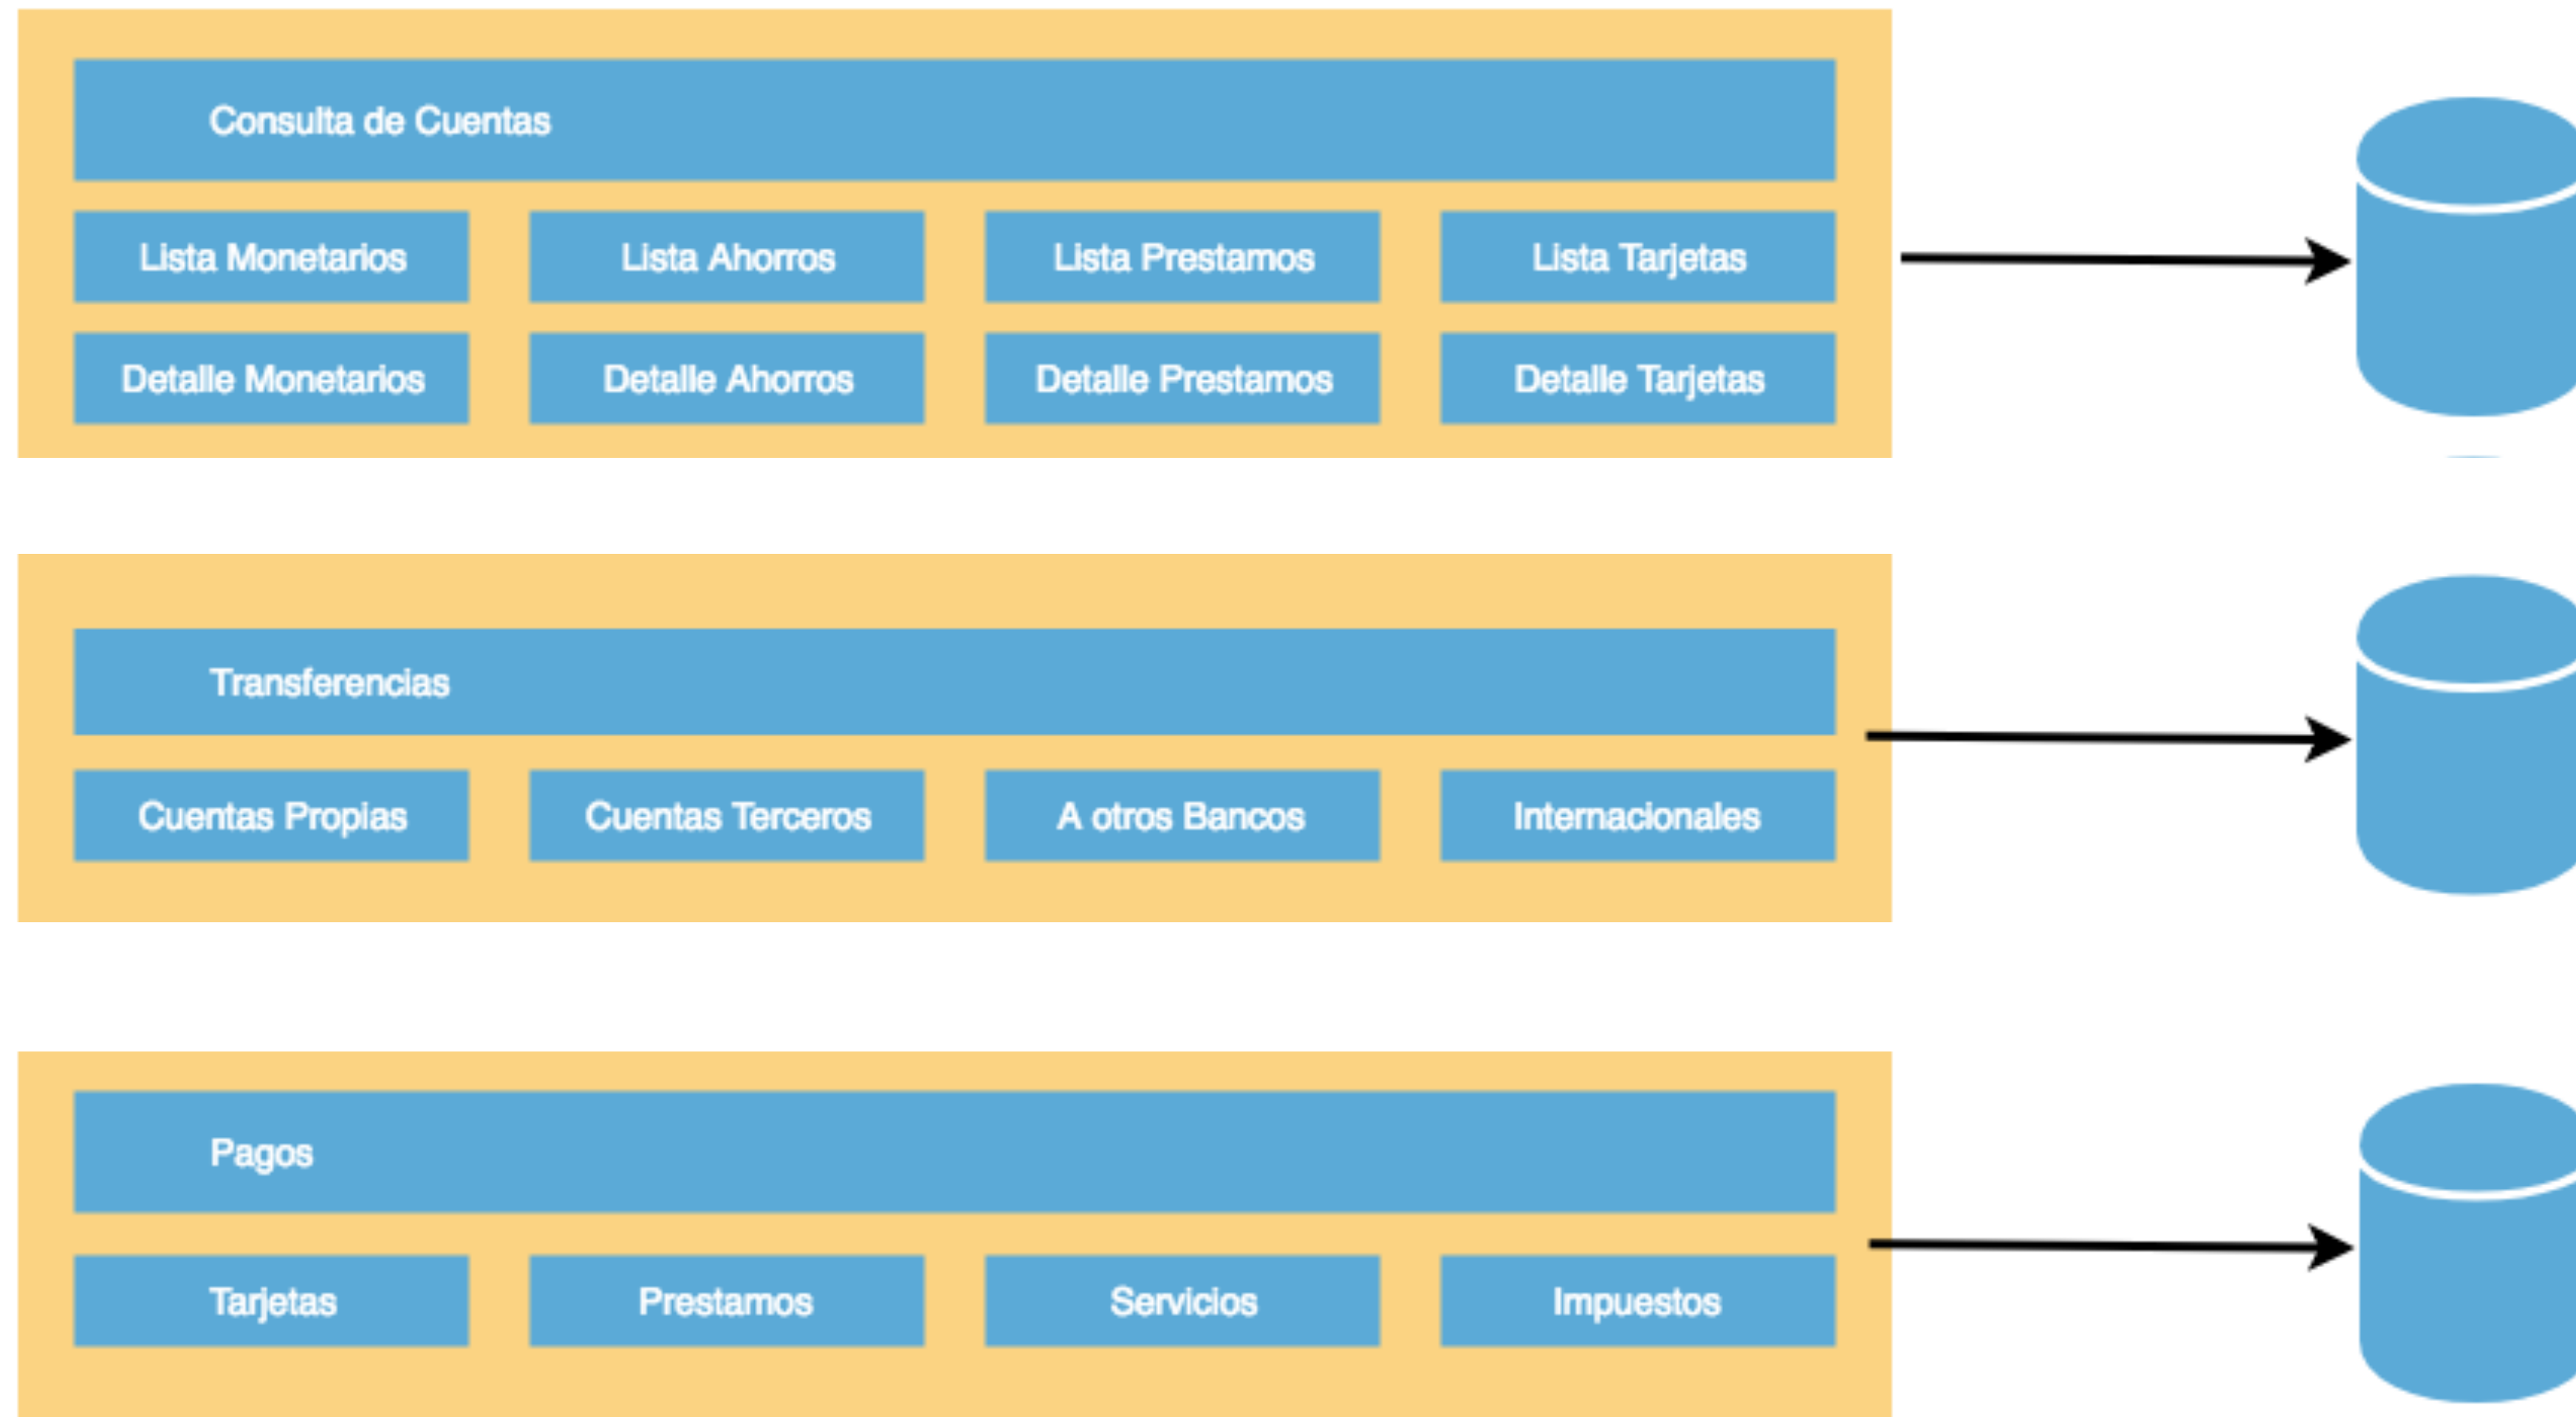 Consulta de Cuentas
Lista Monetarios
Lista Ahorros
Lista Prestamos
Lista Tarjetas
Detalle Monetarios
Detalle Ahorros
Detalle Prestamos
Detalle Tarjetas
Transferencias
Cuentas Propias
Cuentas Terceros
A otros Bancos
Internacionales
Pagos
Tarjetas
Prestamos
Servicios
Impuestos